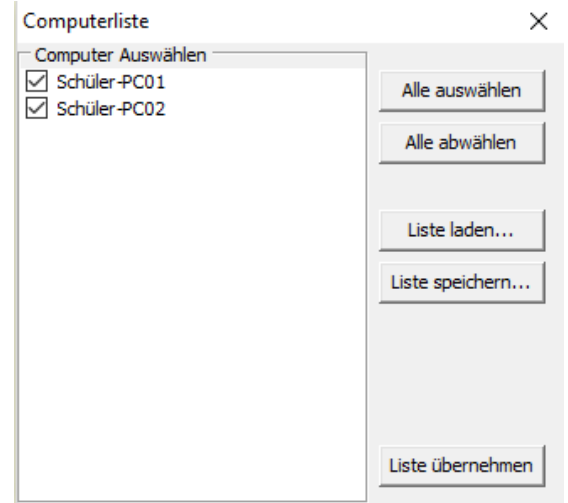 Computerliste
Computer Auswählen
Schüler-PC01
Schüler-PC02
Alle auswählen
Alle abwählen
Liste laden...
Liste speichern...
Liste übernehmen